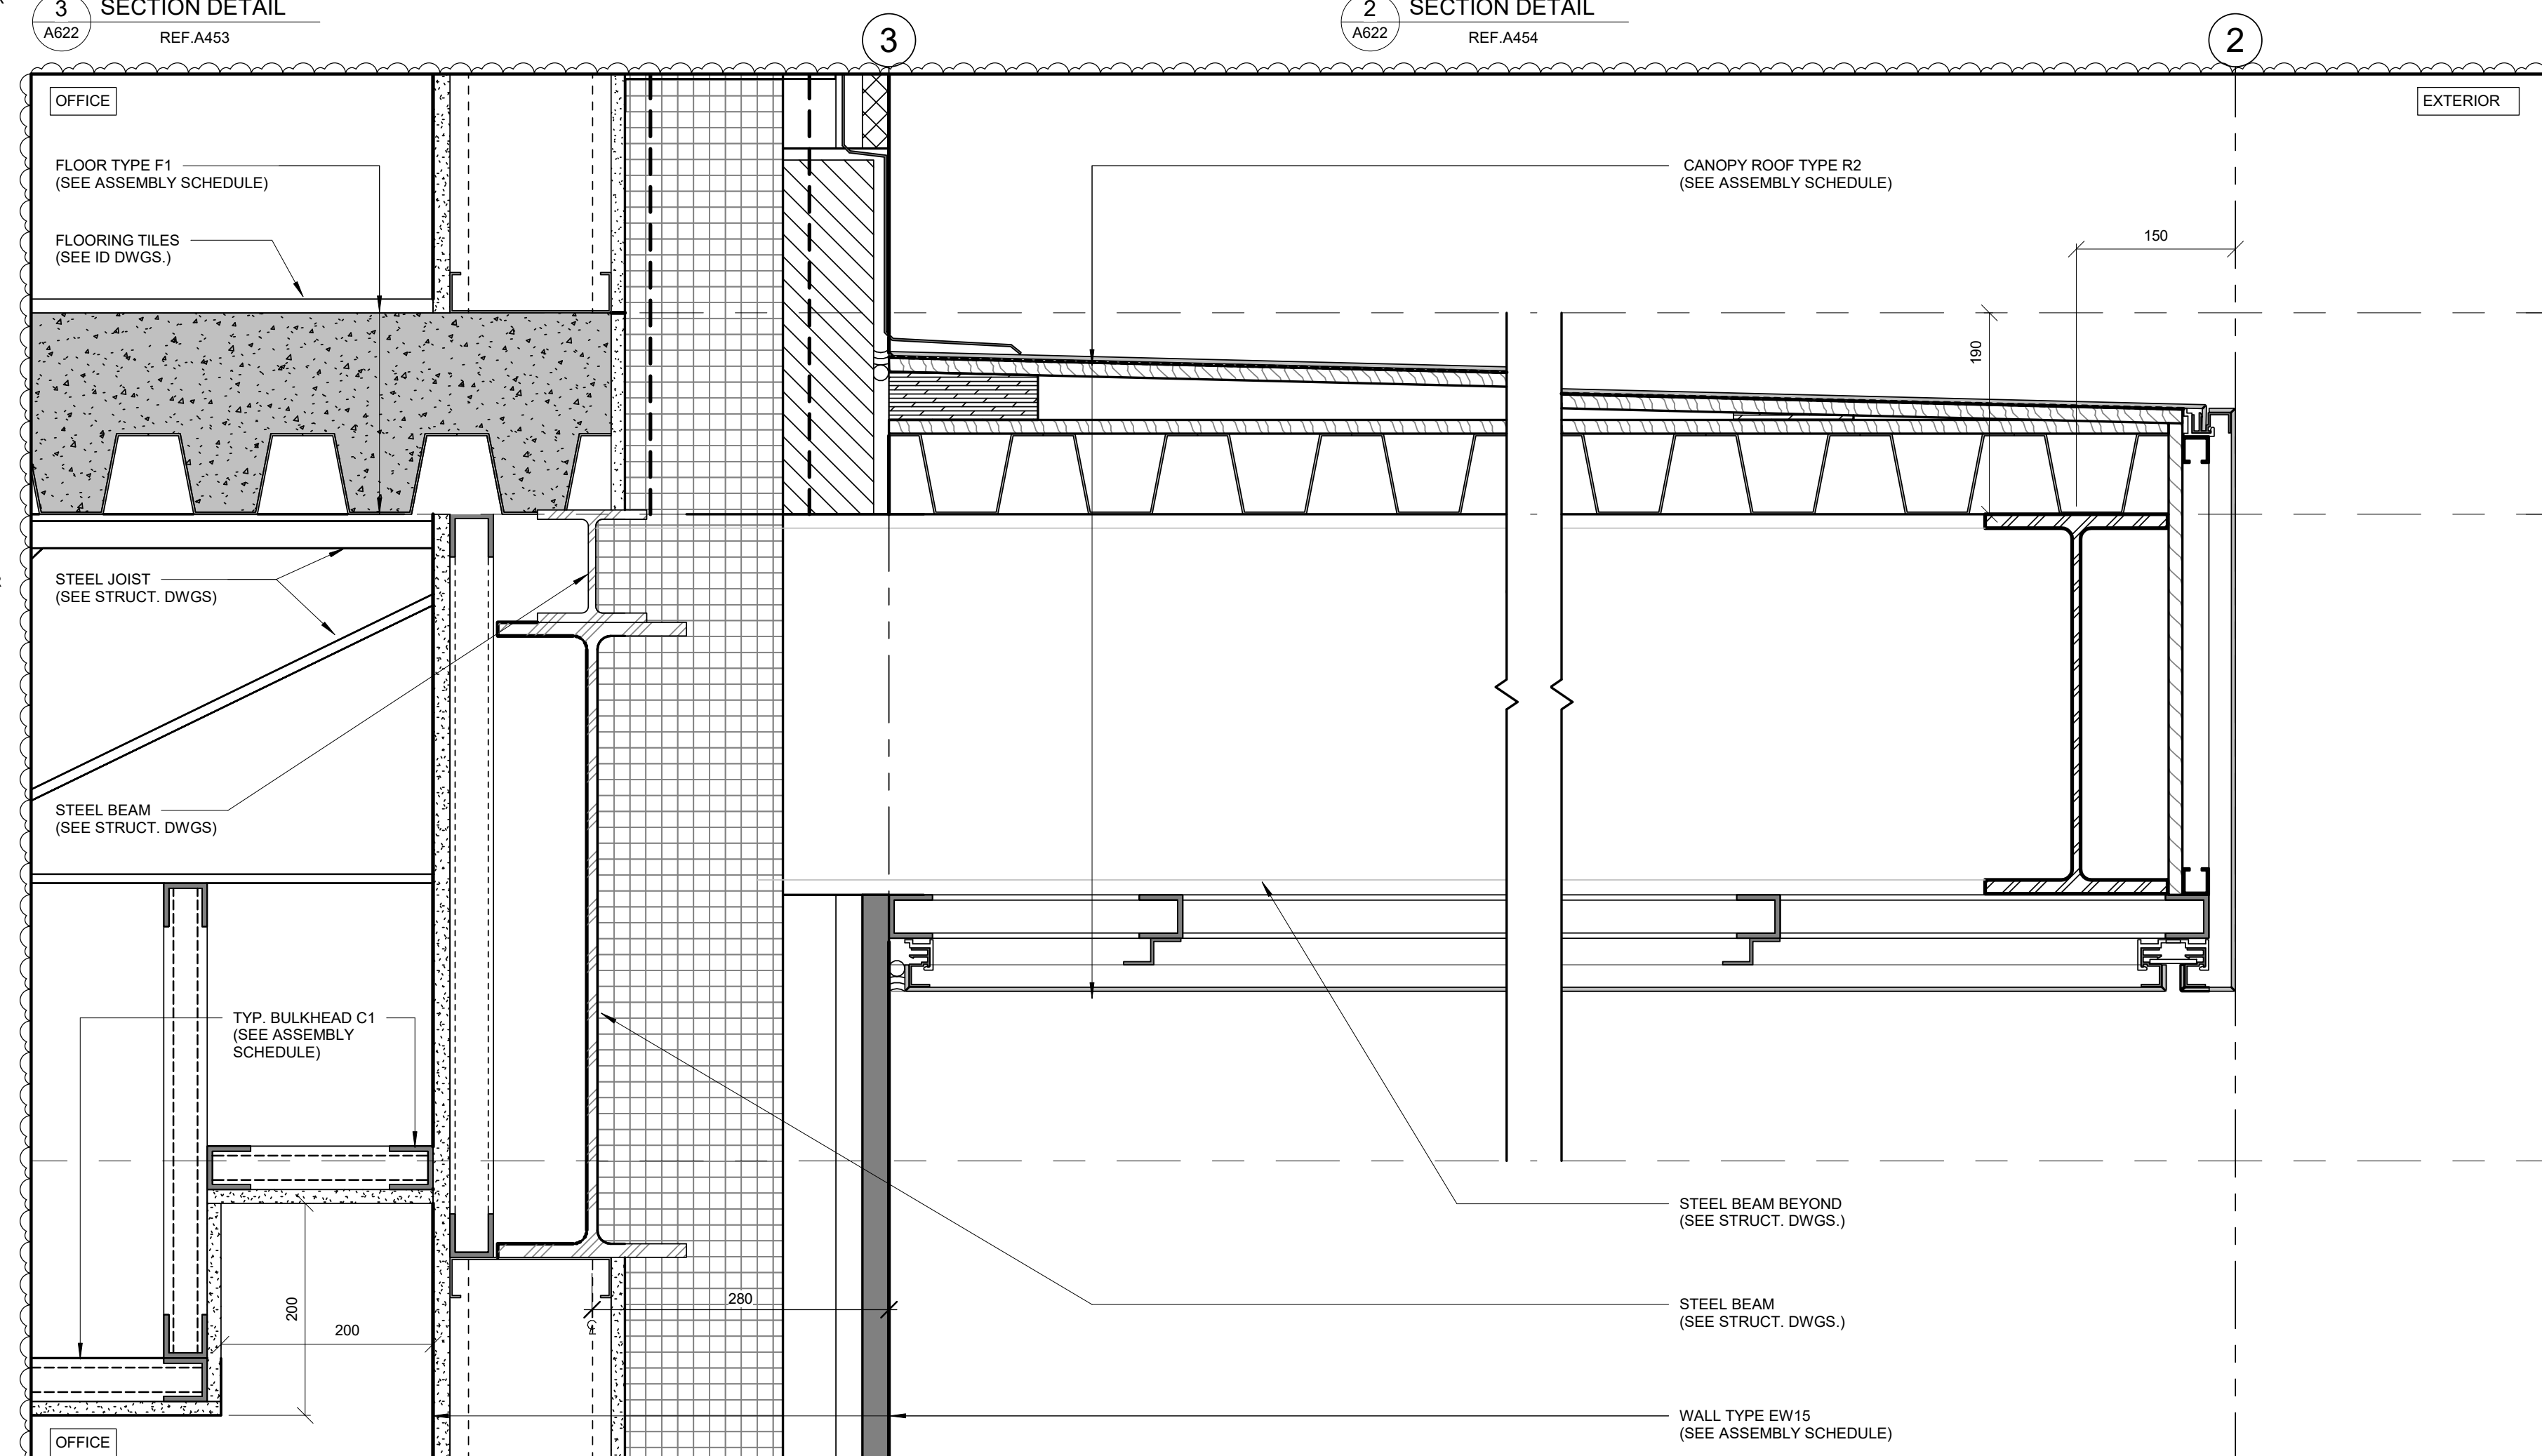 3
SECTION DETAIL
A622
REF.A453
2
SECTION DETAIL
A622
REF.A454
3
2
OFFICE
EXTERIOR
FLOOR TYPE F1
(SEE ASSEMBLY SCHEDULE)
CANOPY ROOF TYPE R2
(SEE ASSEMBLY SCHEDULE)
FLOORING TILES
(SEE ID DWGS.)
150
190
STEEL JOIST
(SEE STRUCT. DWGS)
STEEL BEAM
(SEE STRUCT. DWGS)
TYP. BULKHEAD C1
(SEE ASSEMBLY
SCHEDULE)
STEEL BEAM BEYOND
(SEE STRUCT. DWGS.)
280
200
200
STEEL BEAM
(SEE STRUCT. DWGS.)
WALL TYPE EW15
(SEE ASSEMBLY SCHEDULE)
OFFICE